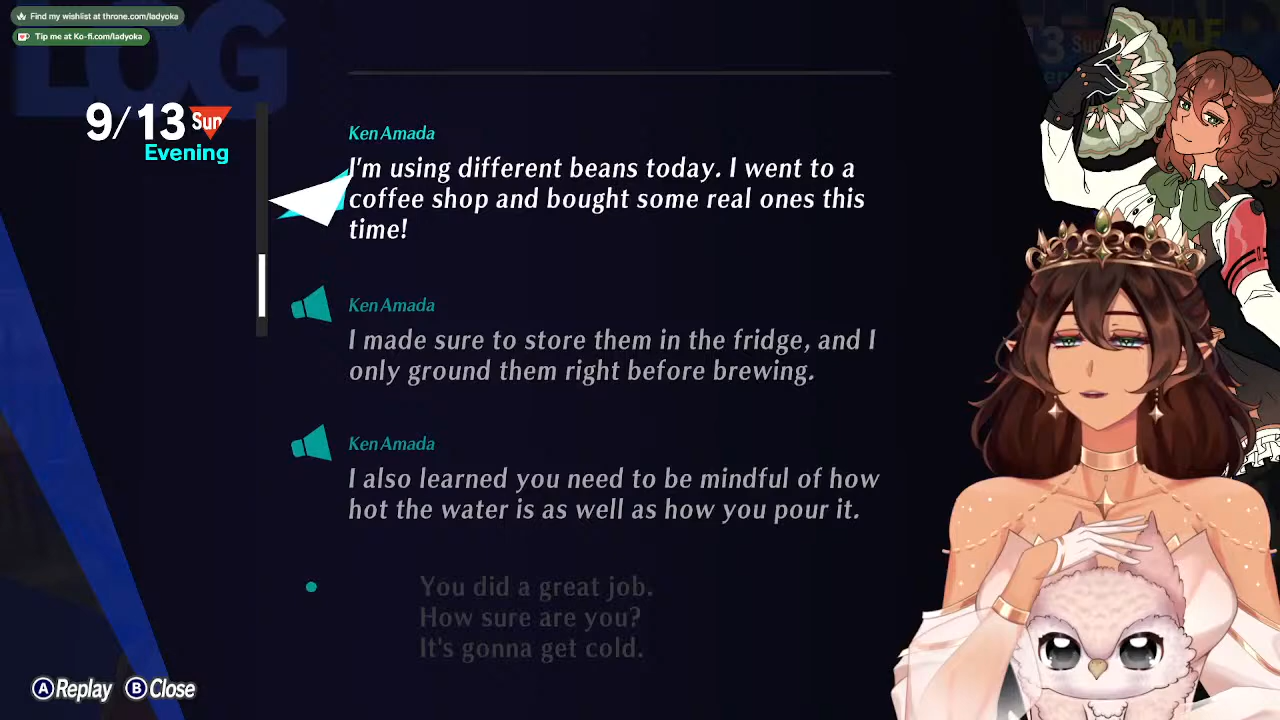 Find my wishlist at throne.com/ladyoka
Tip me at Ko-fi.com/ladyoka
LOG
9/13 Sun
Evening
Ken Amada
I'm using different beans today. I went to a
coffee shop and bought some real ones this
time!
Ken Amada
I made sure to store them in the fridge, and I
only ground them right before brewing.
Ken Amada
I also learned you need to be mindful of how
hot the water is as well as how you pour it.
You did a great job.
How sure are you?
It's gonna get cold.
A Replay B Close